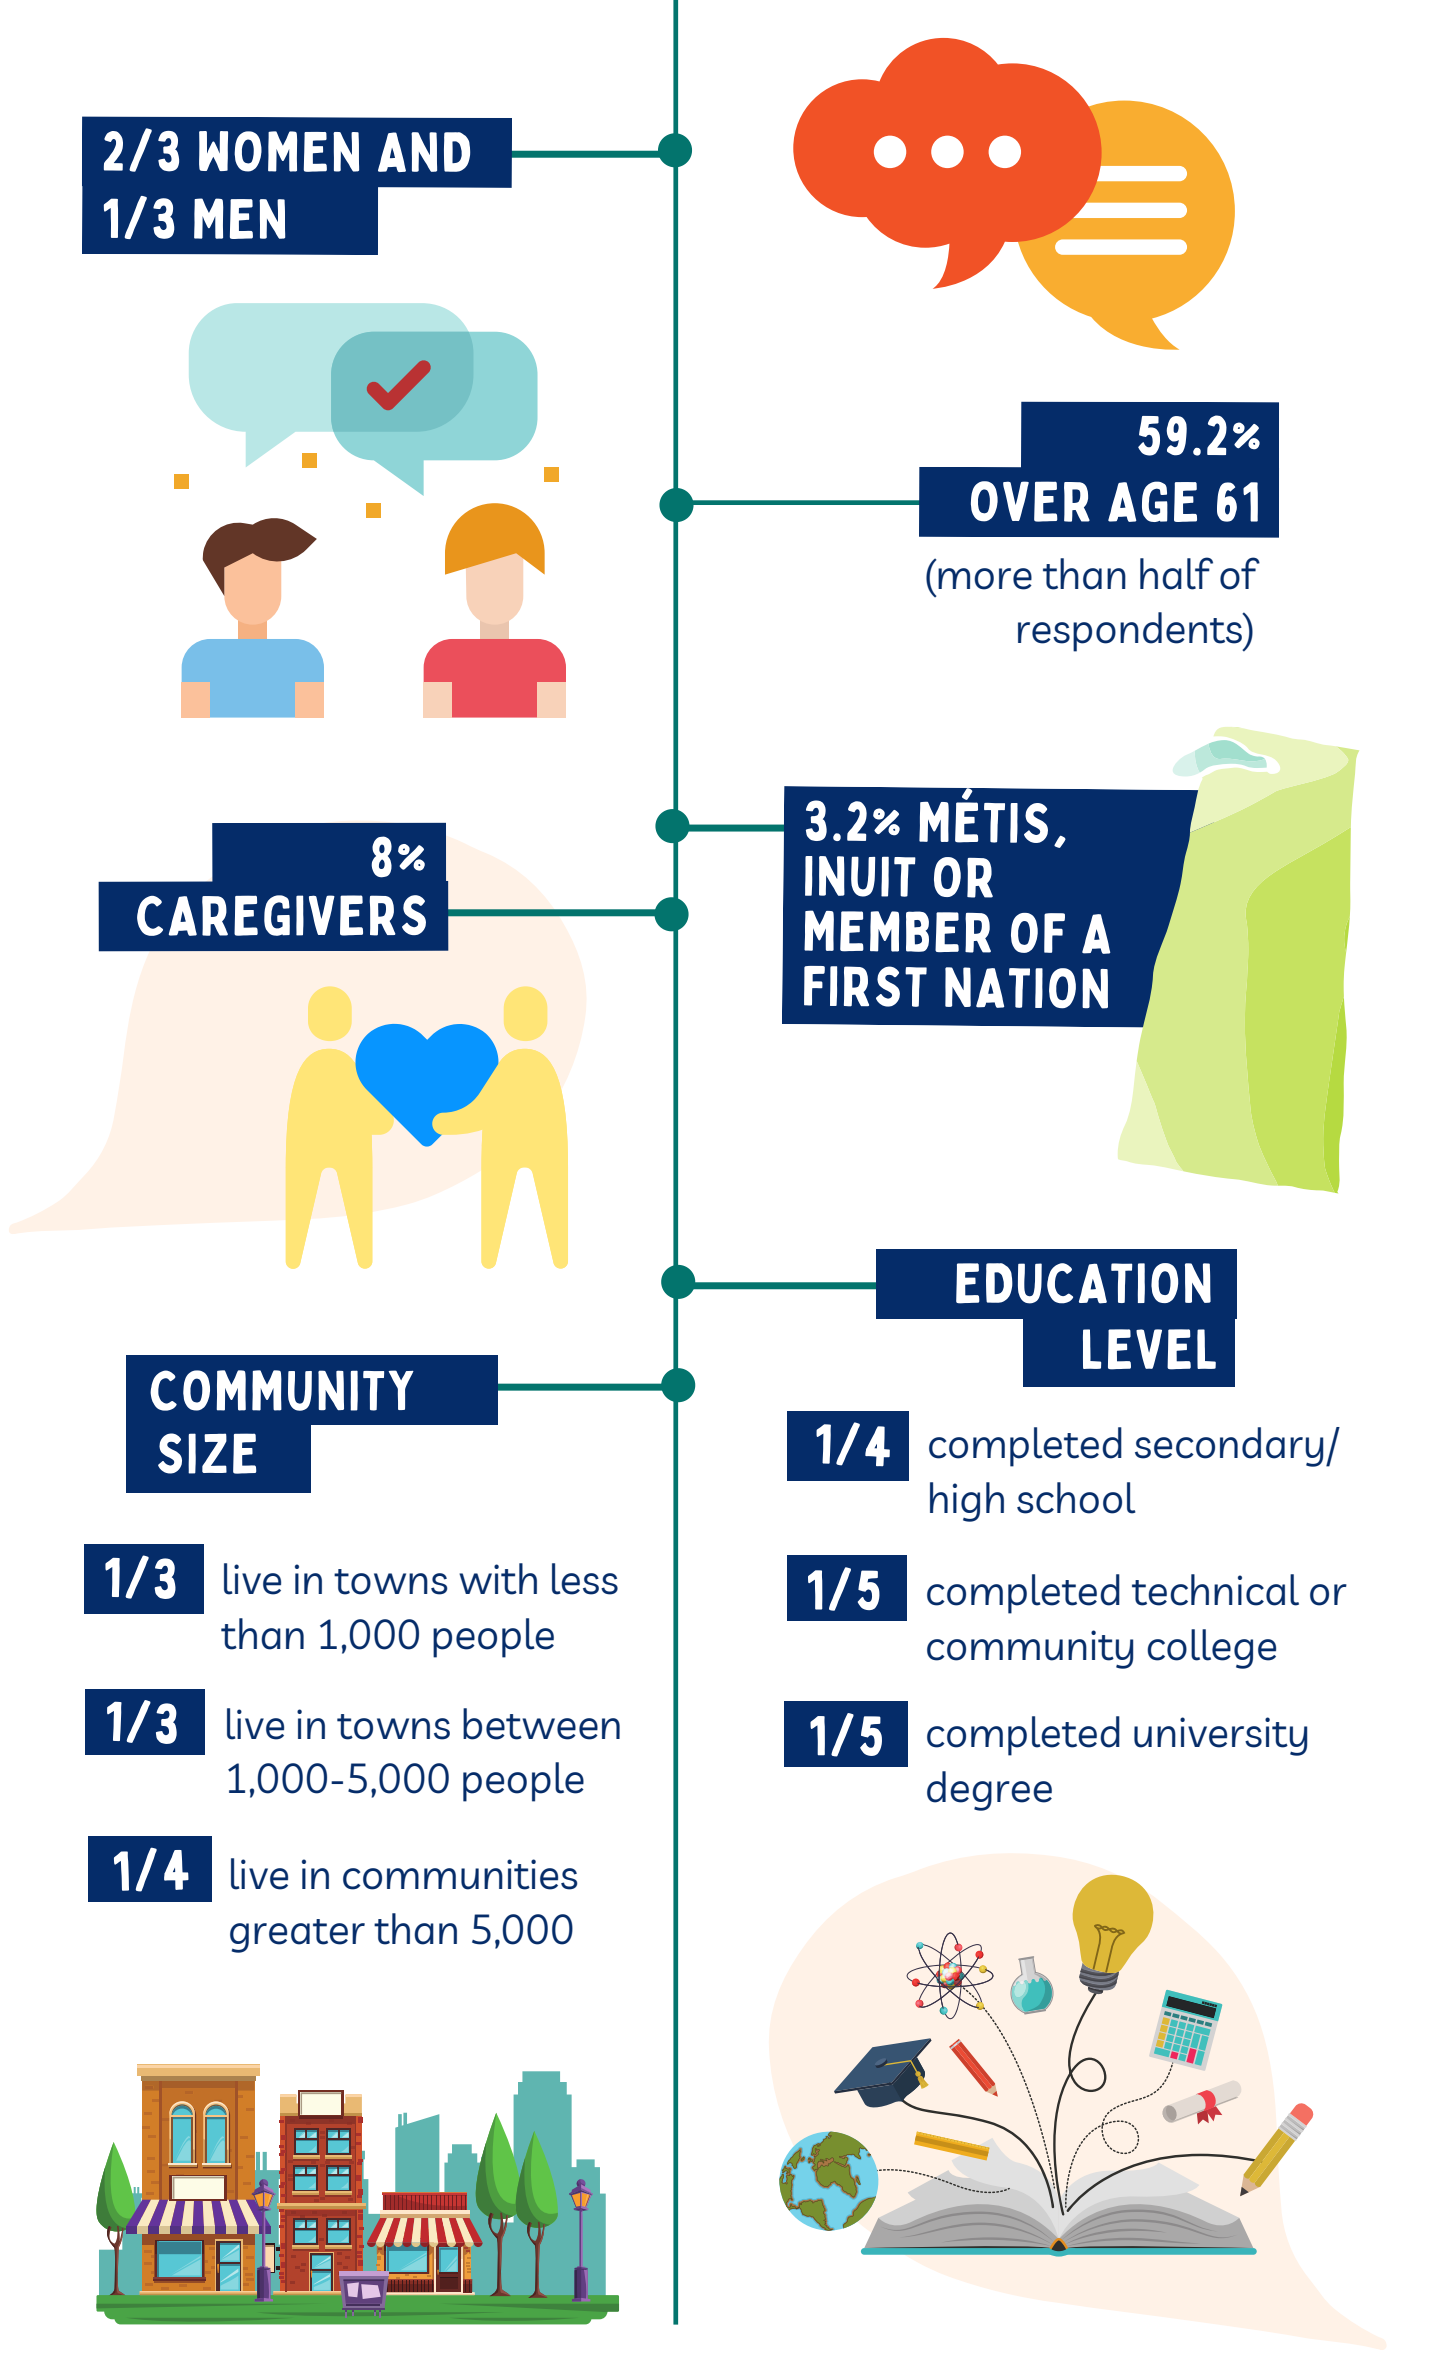 2/3 WOMEN AND
1/3 MEN
59.2%
OVER AGE 61
(more than half of
respondents)
3.2% MÉTIS,
INUIT OR
MEMBER OF A
FIRST NATION
8%
CAREGIVERS
EDUCATION
LEVEL
1/4 completed secondary/
high school
1/5 completed technical or
community college
1/5 completed university
degree
COMMUNITY
SIZE
1/3 live in towns with less
than 1,000 people
1/3 live in towns between
1,000-5,000 people
1/4 live in communities
greater than 5,000